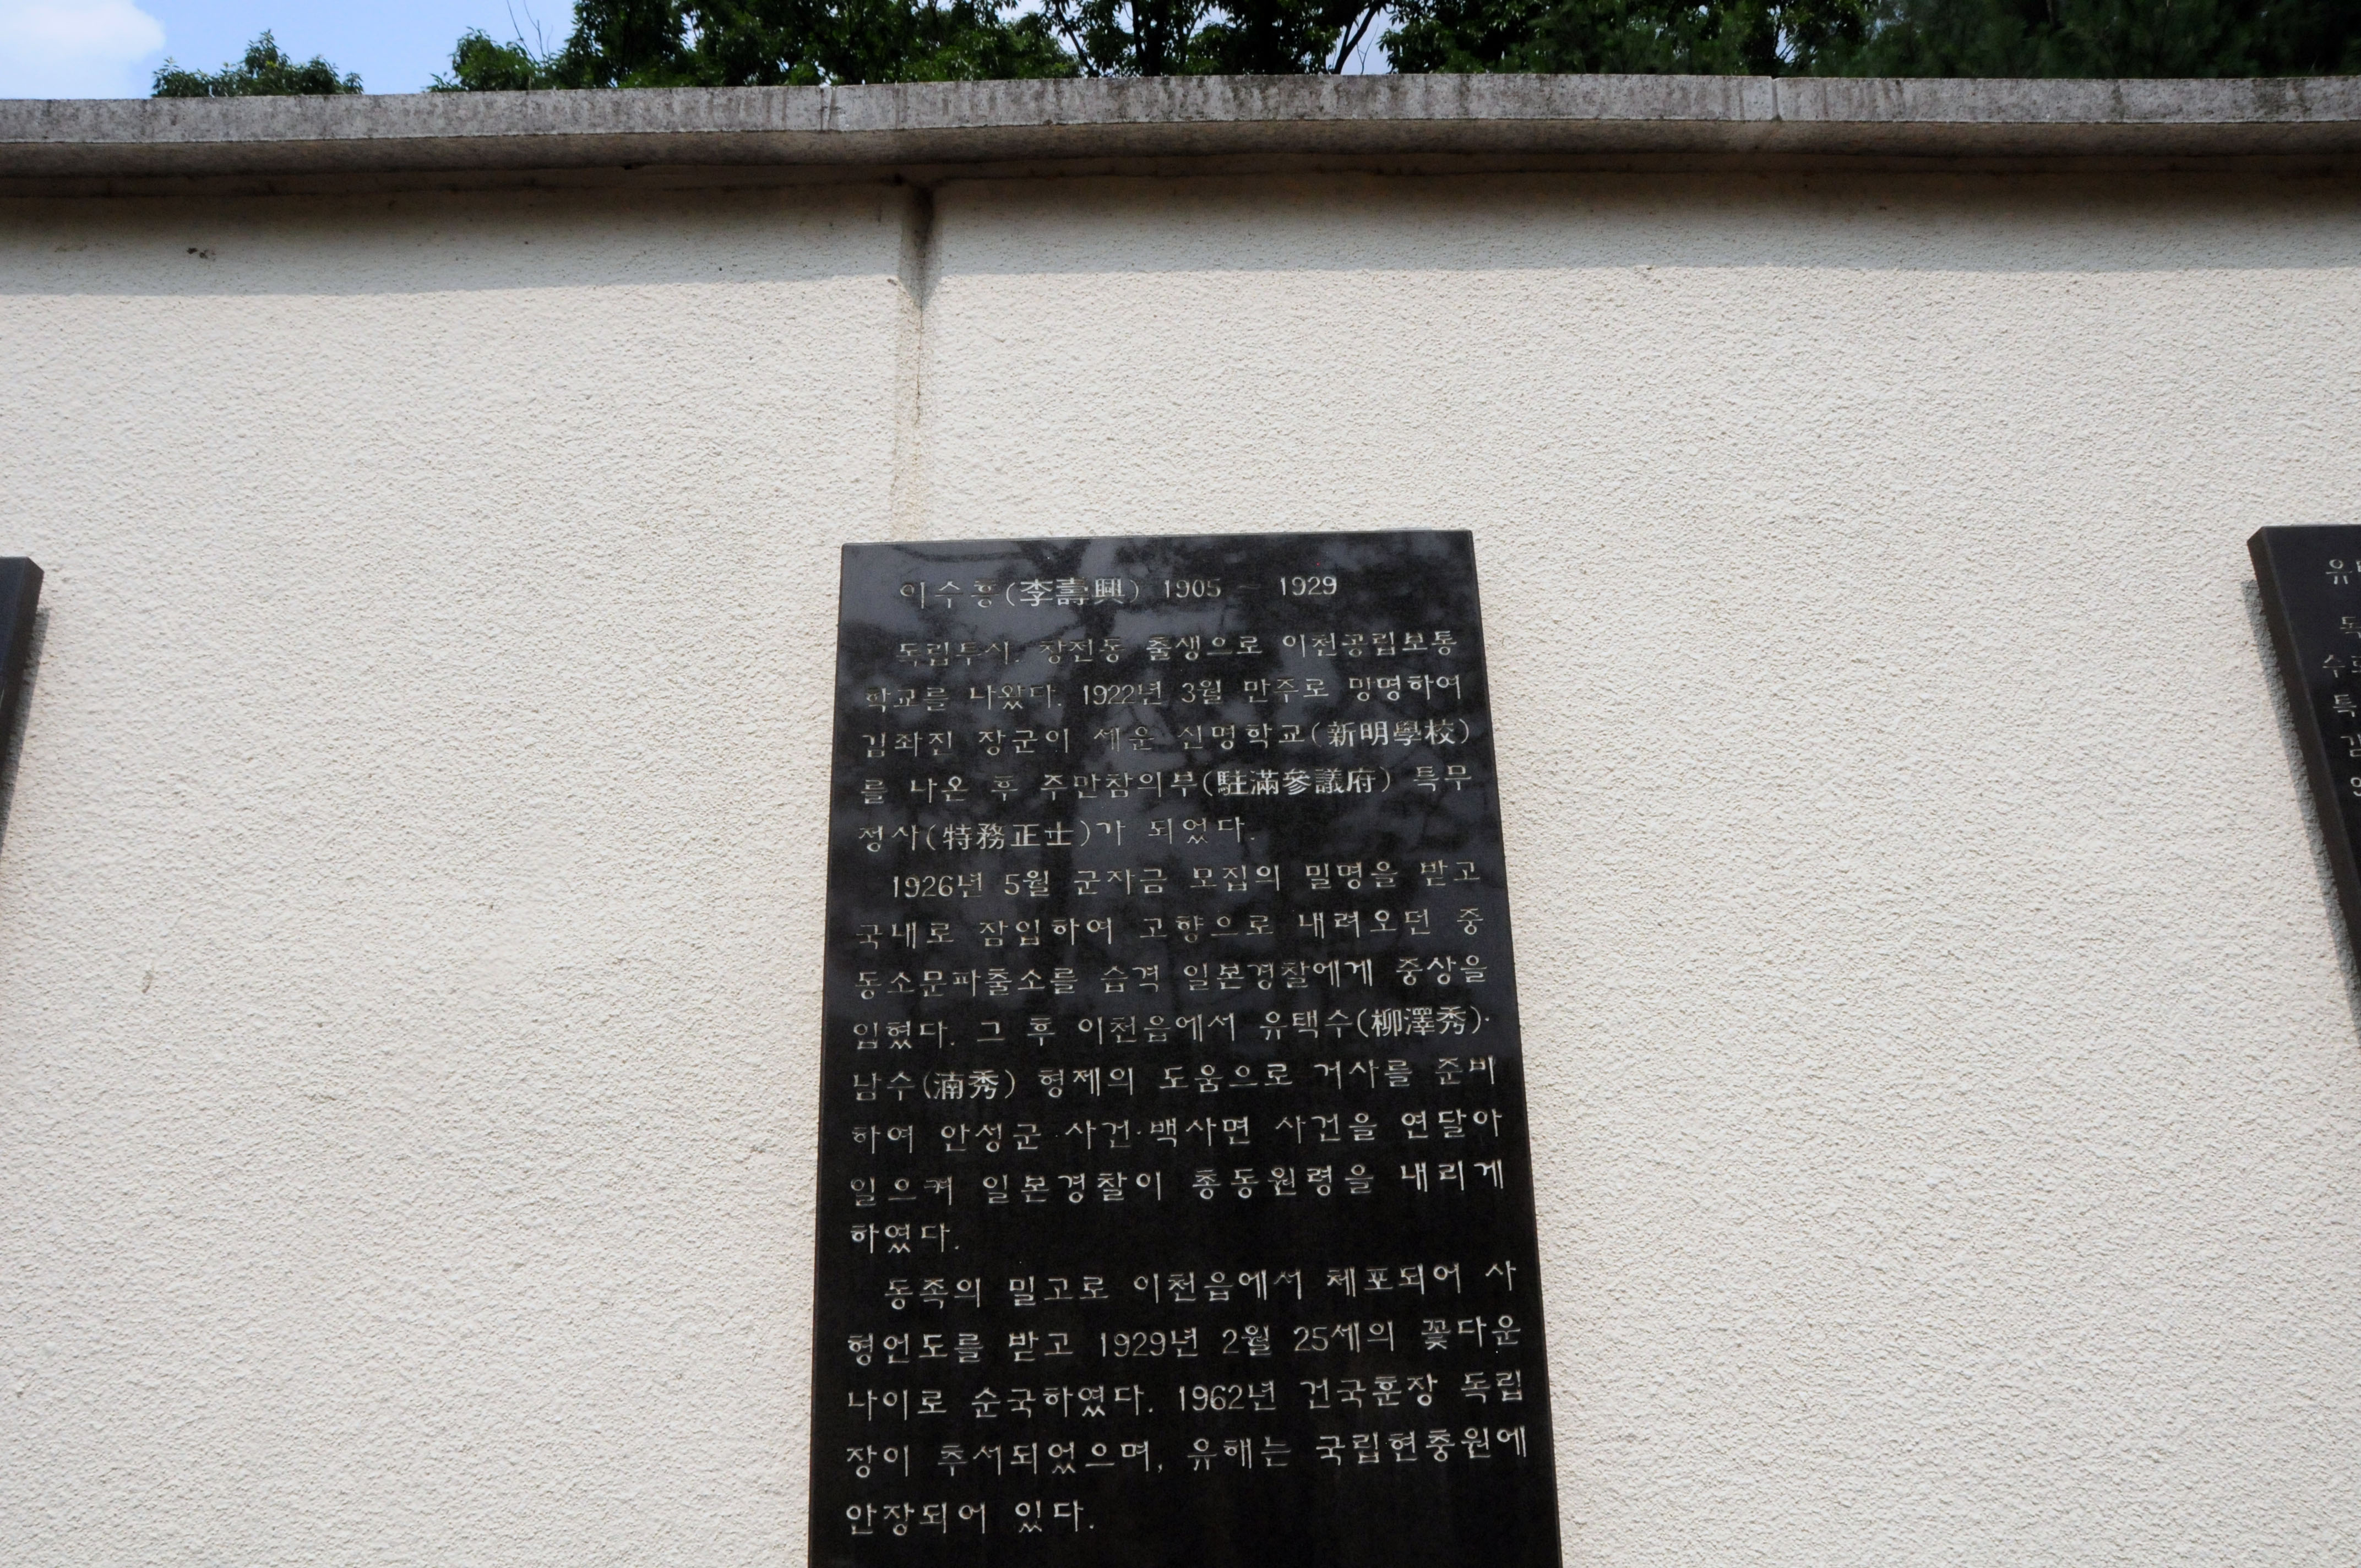 이수흥(李壽興) 1905 ~ 1929
독립투사. 창전동 출생으로 이천공립보통
학교를 나왔다. 1922년 3월 만주로 망명하여
김좌진 장군이 세운 신명학교(新明學校)
를 나온 후 주만참의부(駐滿參議府) 특무
정사(特務正士)가 되었다.
1926년 5월 군자금 모집의 밀명을 받고
국내로 잠입하여 고향으로 내려오던 중
동소문파출소를 습격 일본경찰에게 중상을
입혔다. 그 후 이천읍에서 유택수(柳澤秀)·
남수(湳秀) 형제의 도움으로 거사를 준비
하여 안성군·사건·백사면 사건을 연달아
일으켜 일본경찰이 총동원령을 내리게
하였다.
동족의 밀고로 이천읍에서 체포되어 사
형언도를 받고 1929년 2월 25세의 꽃다운
나이로 순국하였다. 1962년 건국훈장 독립
장이 추서되었으며, 유해는 국립현충원에
안장되어 있다.